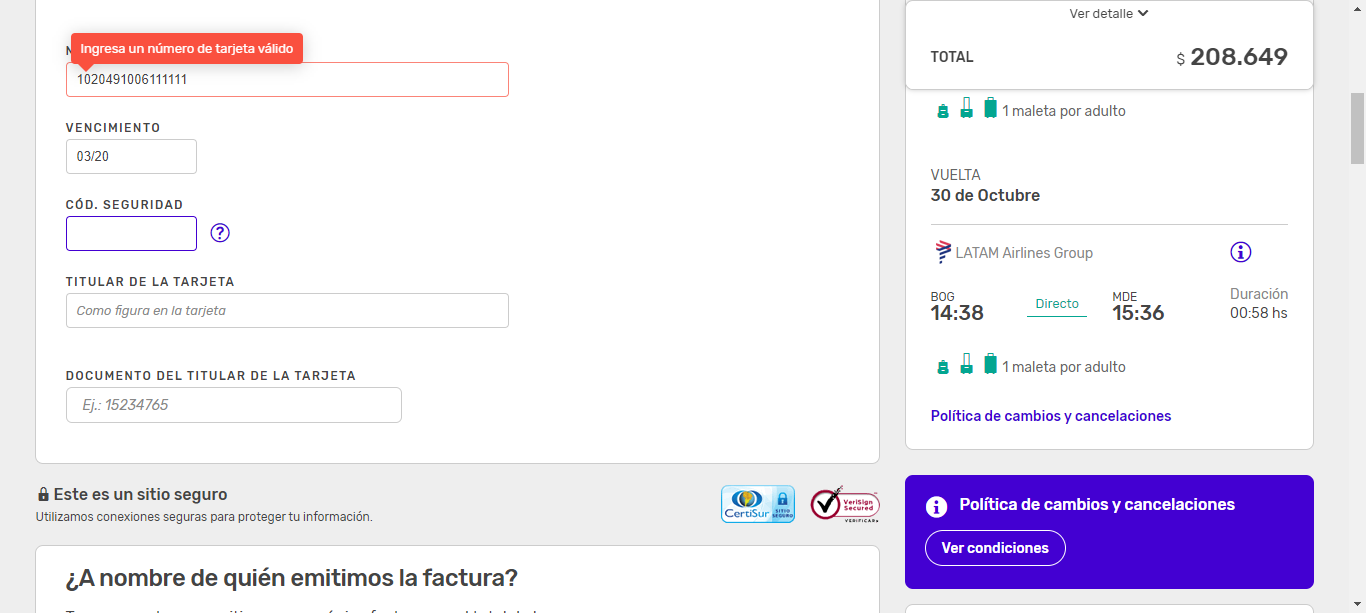 Ingresa un número de tarjeta válido
1020491006111111
VENCIMIENTO
03/20
CÓD. SEGURIDAD
?
TITULAR DE LA TARJETA
Como figura en la tarjeta
DOCUMENTO DEL TITULAR DE LA TARJETA
Ej.: 15234765
Este es un sitio seguro
Utilizamos conexiones seguras para proteger tu información.
CertiSur SITIO SEGURO
VeriSign Secured
VERIFICAR
¿A nombre de quién emitimos la factura?
Ver detalle
TOTAL $ 208.649
1 maleta por adulto
VUELTA
30 de Octubre
LATAM Airlines Group
BOG Directo MDE Duración
14:38 15:36 00:58 hs
1 maleta por adulto
Política de cambios y cancelaciones
Política de cambios y cancelaciones
Ver condiciones